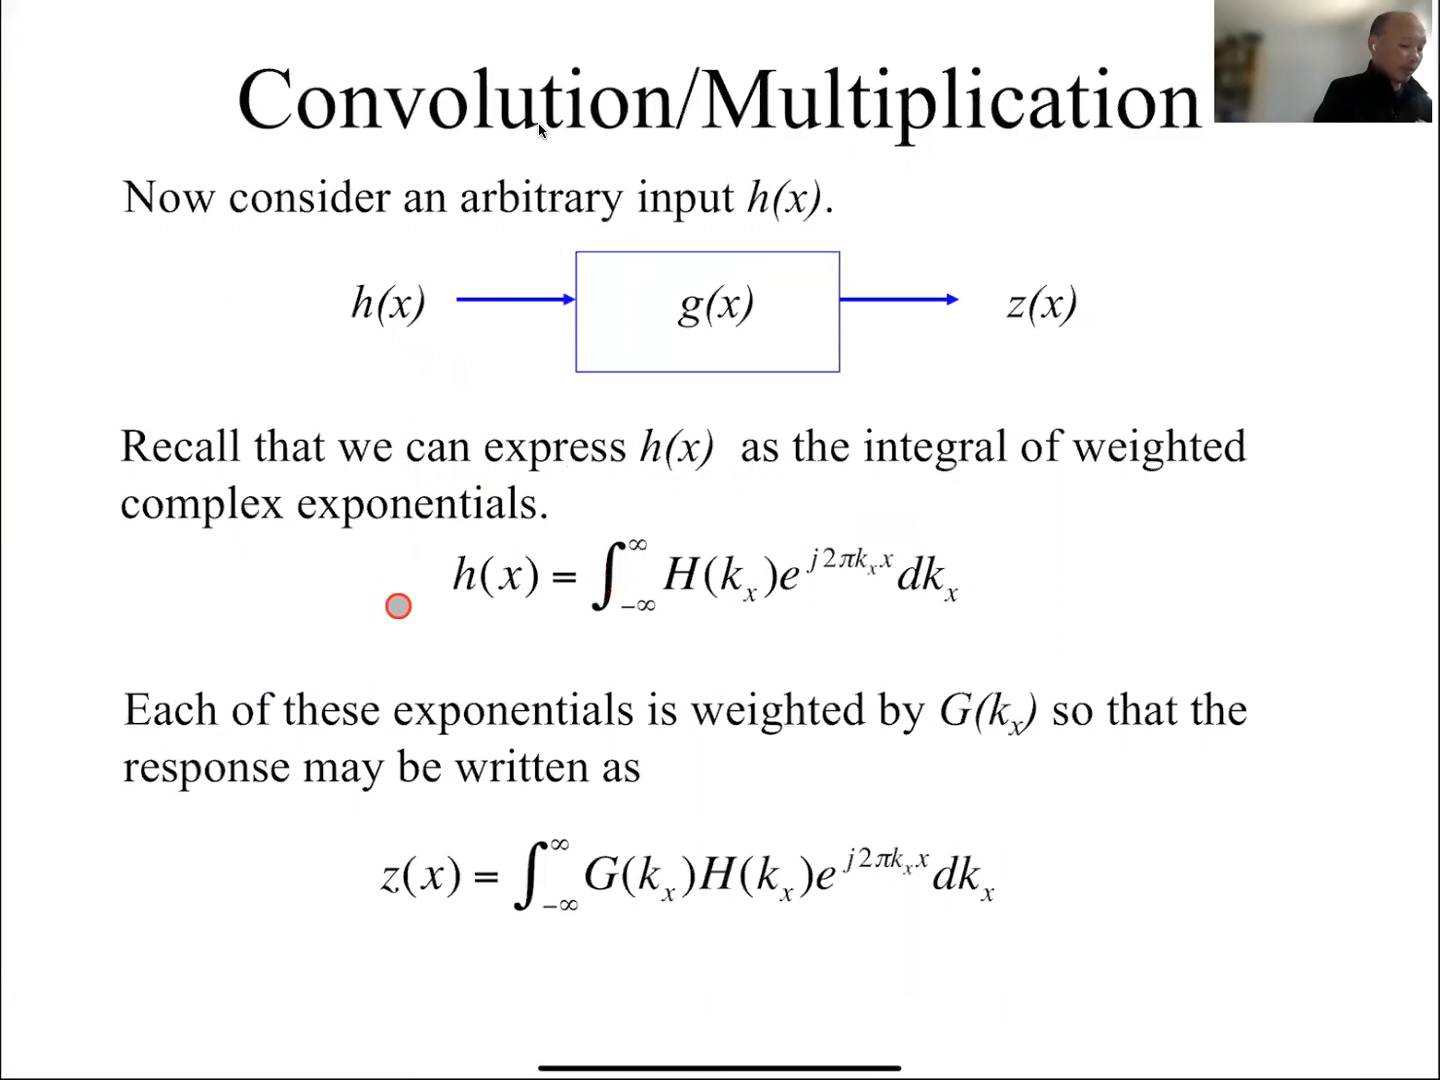 Convolution/Multiplication
Now consider an arbitrary input h(x).
h(x) g(x) z(x)
Recall that we can express h(x) as the integral of weighted
complex exponentials.
h(x) = ∫_{-∞}^{∞} H(k_x)e^{j2πk_x x} dk_x
Each of these exponentials is weighted by G(k_x) so that the
response may be written as
z(x) = ∫_{-∞}^{∞} G(k_x)H(k_x)e^{j2πk_x x} dk_x